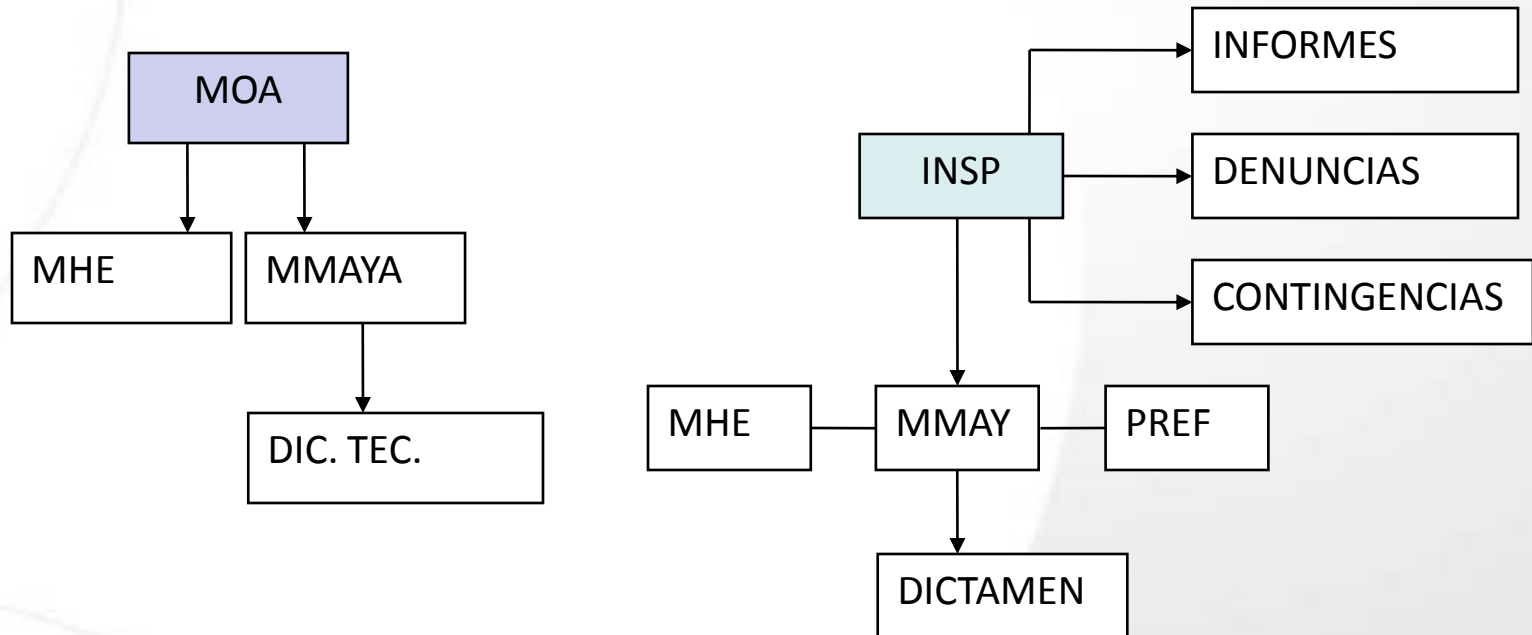 MOA
MHE
MMAYA
DIC. TEC.
INFORMES
INSP
DENUNCIAS
CONTINGENCIAS
MHE
MMAY
PREF
DICTAMEN